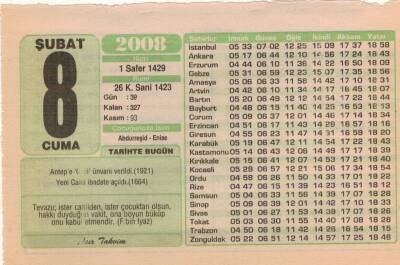 ŞUBAT
8
CUMA
2008
Hicri
1 Safer 1429
Rumi
26 K. Sani 1423
Gün : 39
Kalan : 327
Kasım : 93
Çocuğunuza İsim
Abdurreşid - Enise
TARİHTE BUGÜN
Antep'e ünvanı verildi.(1921)
Yeni Cami ibadete açıldı.(1664)
Tevazu; ister cahilden, ister çocuktan olsun,
hakkı duyduğun vakit, ona boyun büküp
onu kabul etmendir. (F.bin İyaz)
Takvim
Şehirler İmsak Güneş Öğle İkindi Akşam Yatsı
İstanbul 05 33 07 02 12 25 15 09 17 37 18 58
Ankara 05 17 06 44 12 10 14 56 17 24 18 43
Erzurum 04 44 06 10 11 36 14 22 16 50 18 09
Gebze 05 31 06 59 12 23 15 07 17 35 18 56
Amasya 05 06 06 33 11 58 14 42 17 10 18 31
Artvin 04 42 06 10 11 34 14 17 16 45 18 07
Bartın 05 20 06 49 12 12 14 54 17 22 18 44
Bayburt 04 48 06 15 11 40 14 25 16 53 18 13
Çorum 05 09 06 37 12 01 14 46 17 14 18 34
Erzincan 04 51 06 17 11 43 14 29 16 57 18 16
Giresun 04 55 06 23 11 47 14 31 16 59 18 20
Karabük 05 19 06 47 12 11 14 54 17 22 18 43
Kastamonu 05 14 06 43 12 06 14 49 17 17 18 39
Kırıkkale 05 15 06 41 12 07 14 53 17 21 18 40
Kocaeli 05 29 06 57 12 21 15 06 17 34 18 54
Ordu 04 58 06 26 11 50 14 33 17 01 18 22
Rize 04 47 06 15 11 39 14 23 16 51 18 12
Samsun 05 04 06 33 11 56 14 39 17 07 18 28
Sinop 05 09 06 38 12 01 14 43 17 11 18 33
Sivas 05 01 06 27 11 53 14 39 17 07 18 26
Tokat 05 03 06 30 11 55 14 40 17 08 18 28
Trabzon 04 50 06 18 11 42 14 26 16 54 18 15
Zonguldak 05 22 06 51 12 14 14 57 17 25 18 46